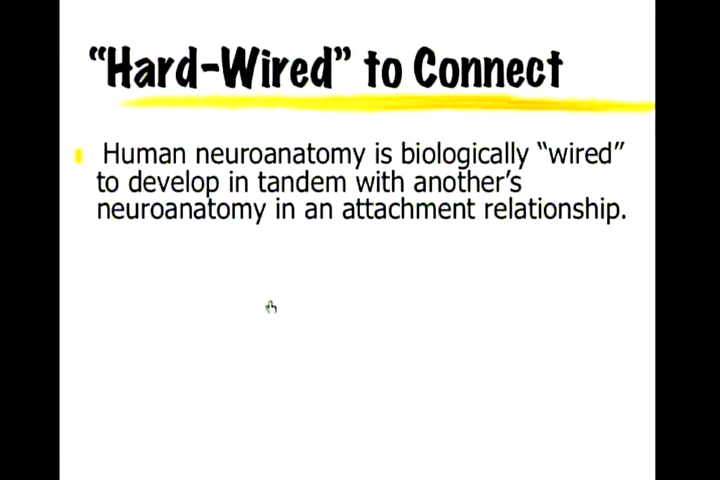 “Hard-Wired” to Connect
Human neuroanatomy is biologically “wired”
to develop in tandem with another’s
neuroanatomy in an attachment relationship.